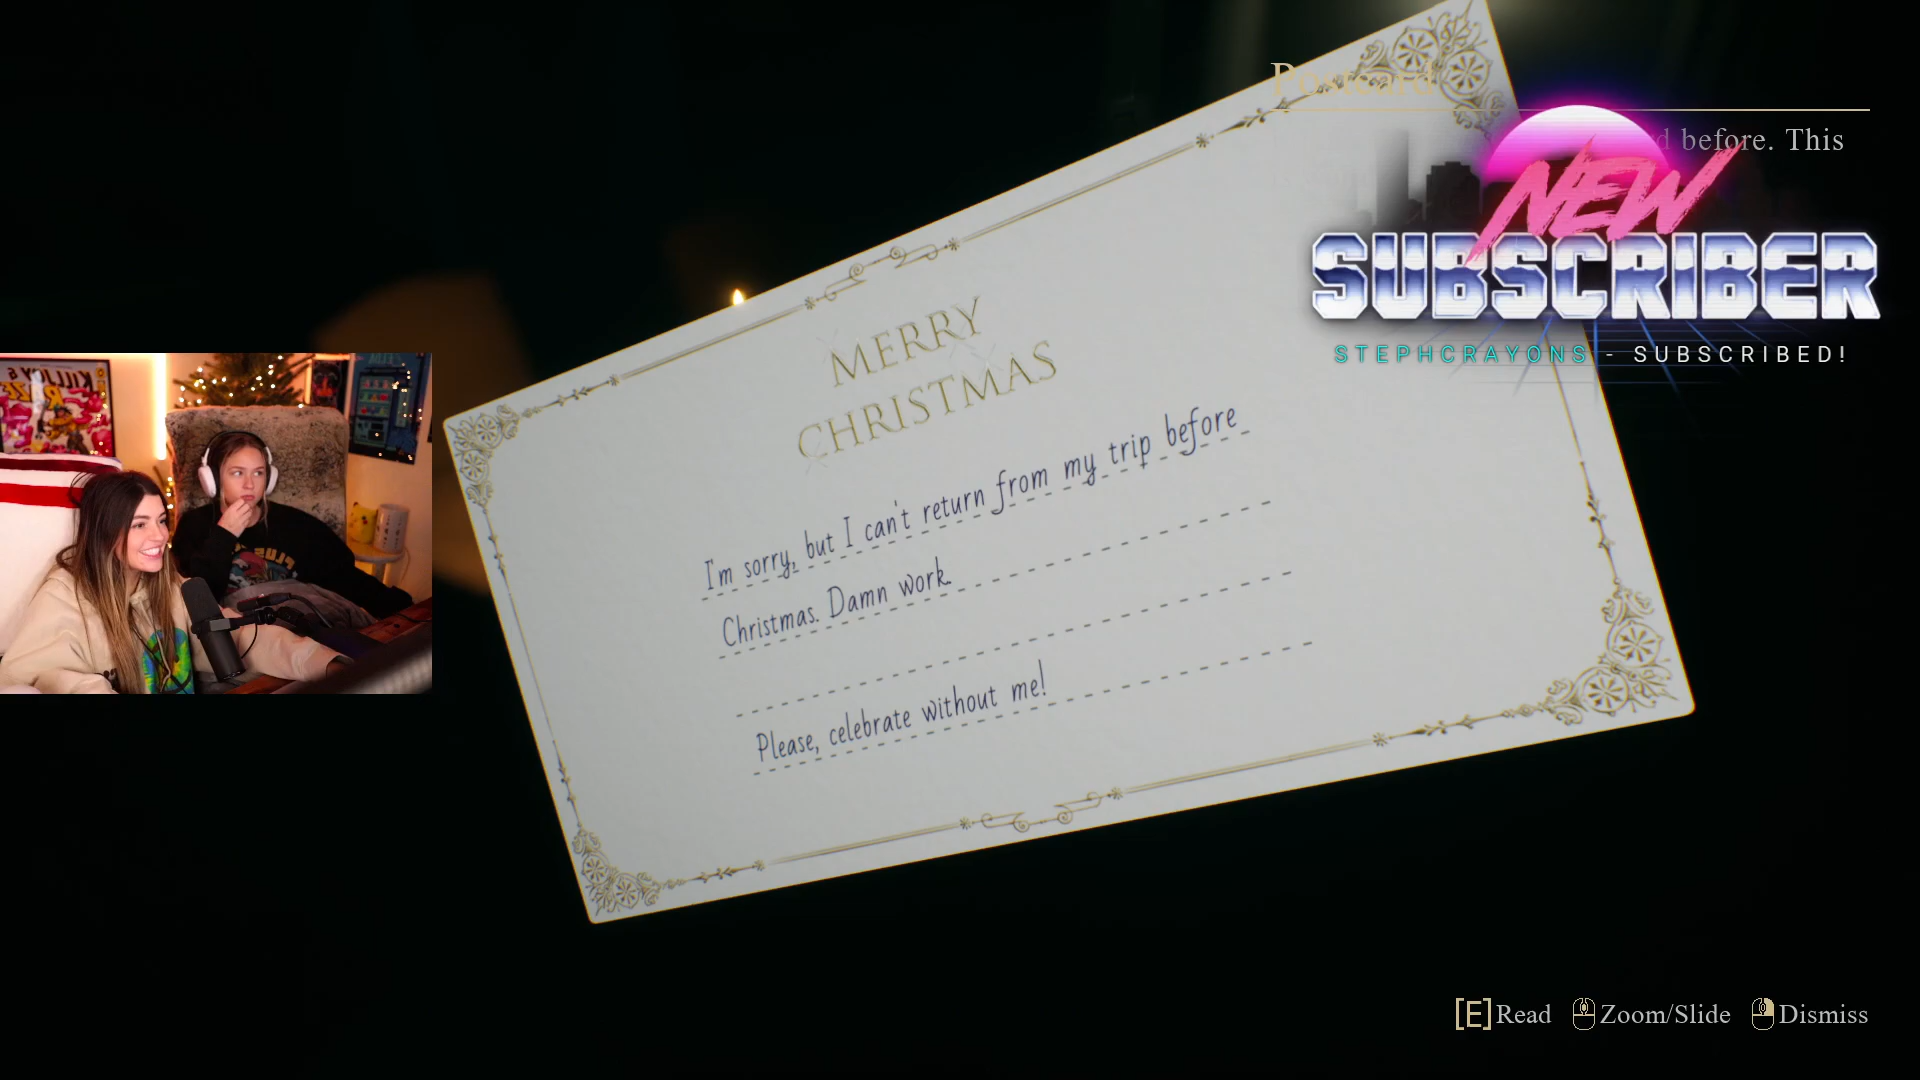 Postcard
before. This
NEW
SUBSCRIBER
STEPHCRAYONS - SUBSCRIBED!
MERRY
CHRISTMAS
I'm sorry, but I can't return from my trip before
Christmas. Damn work.
Please, celebrate without me!
[E] Read Zoom/Slide Dismiss